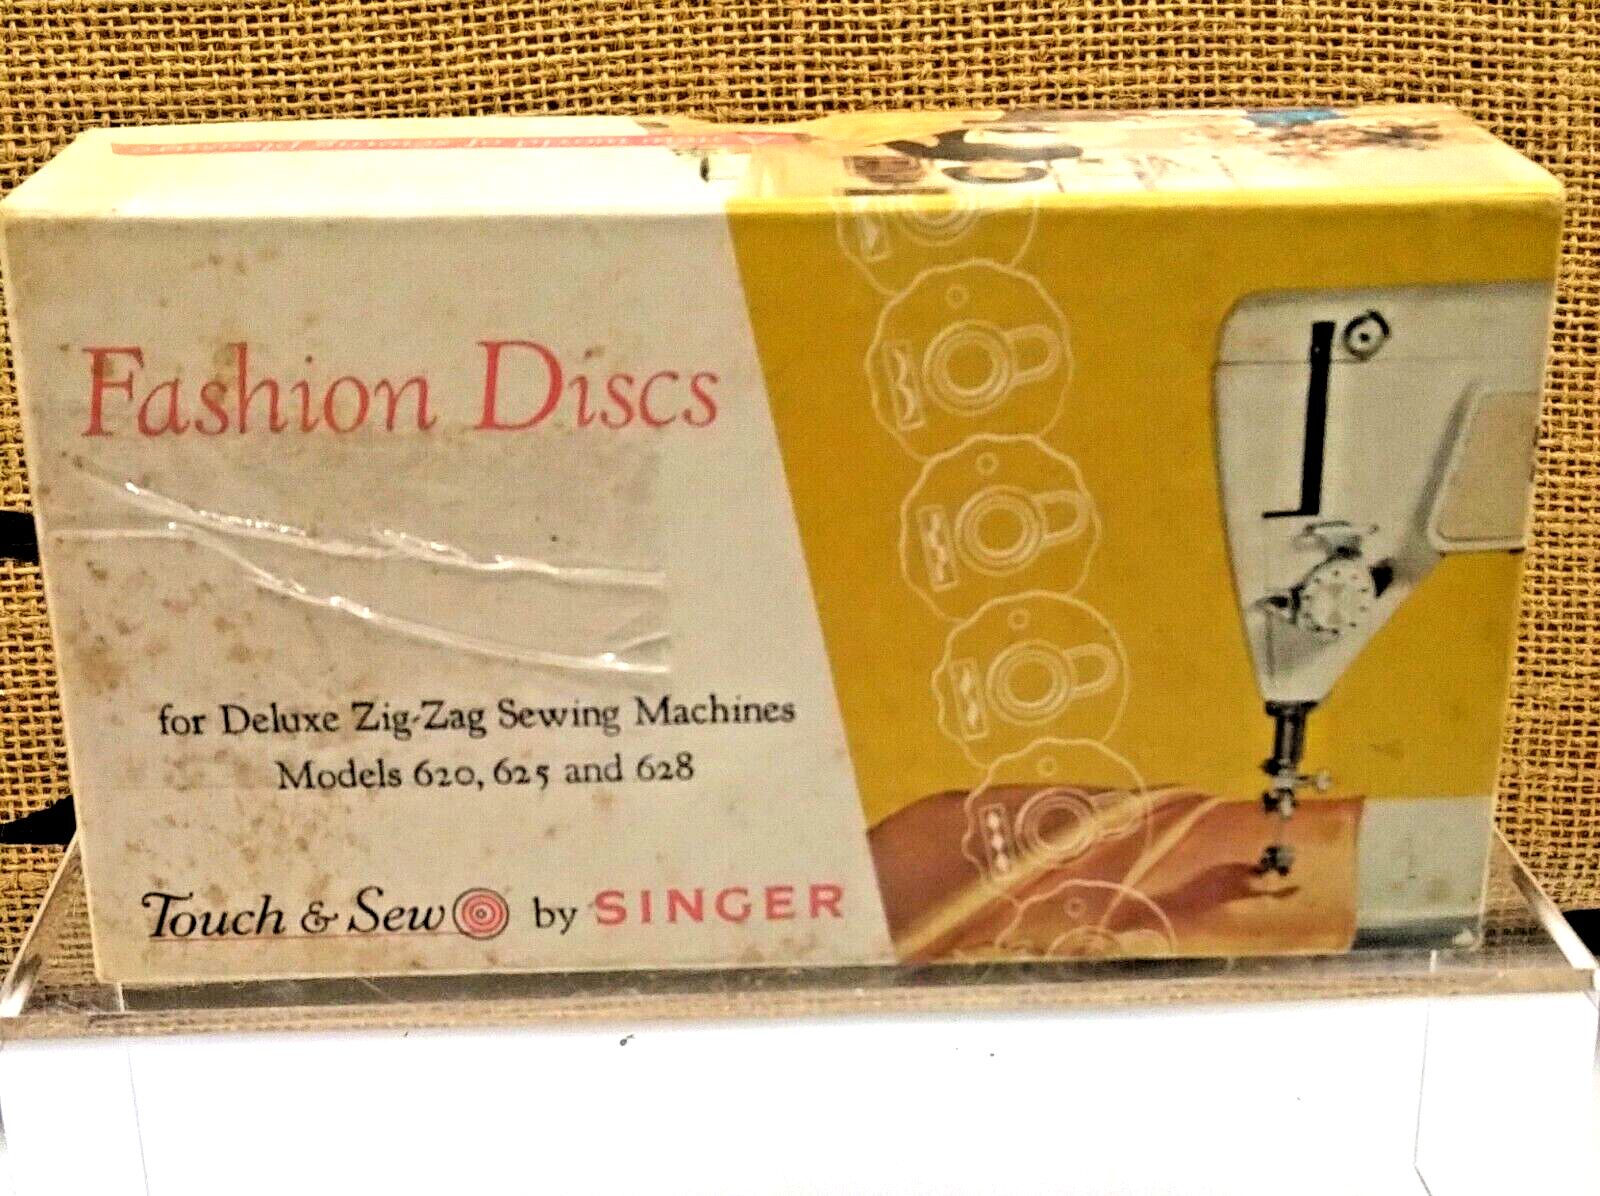 Fashion Discs
for Deluxe Zig-Zag Sewing Machines
Models 620, 625 and 628
Touch & Sew by SINGER